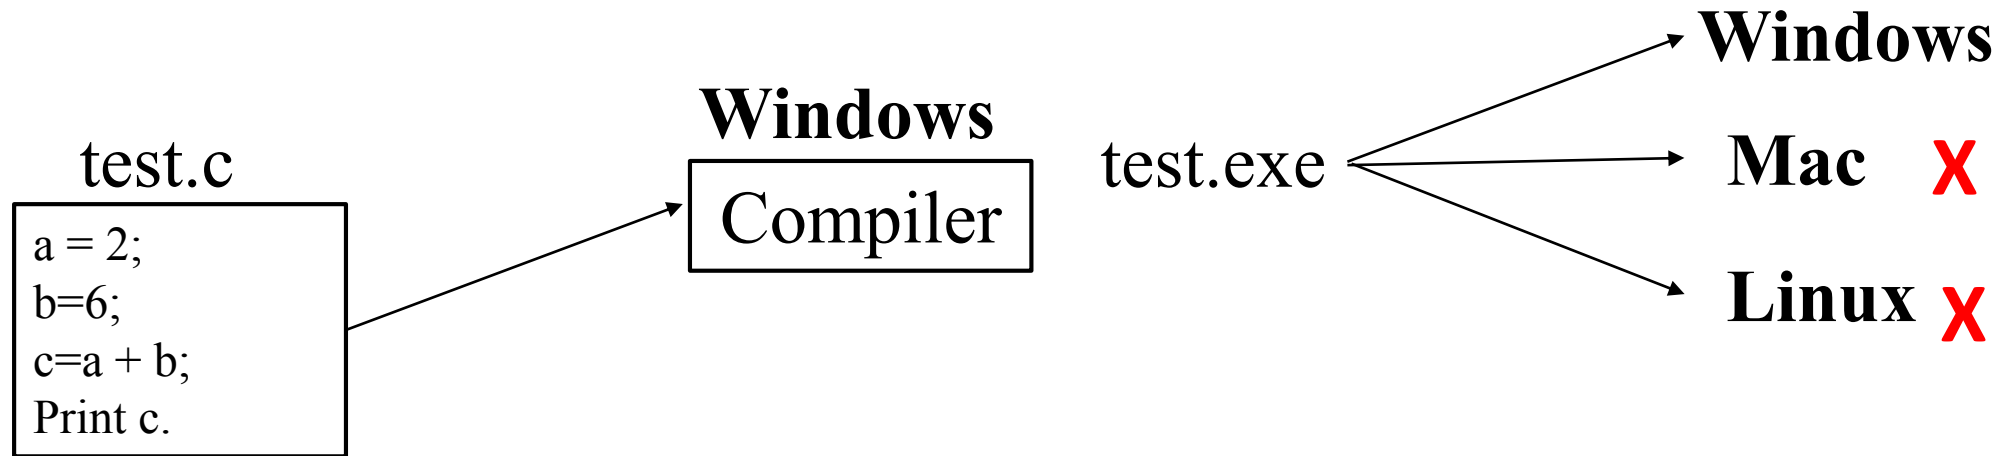 test.c
a = 2;
b=6;
c=a + b;
Print c.
Windows
Compiler
test.exe
Windows
Mac X
Linux X